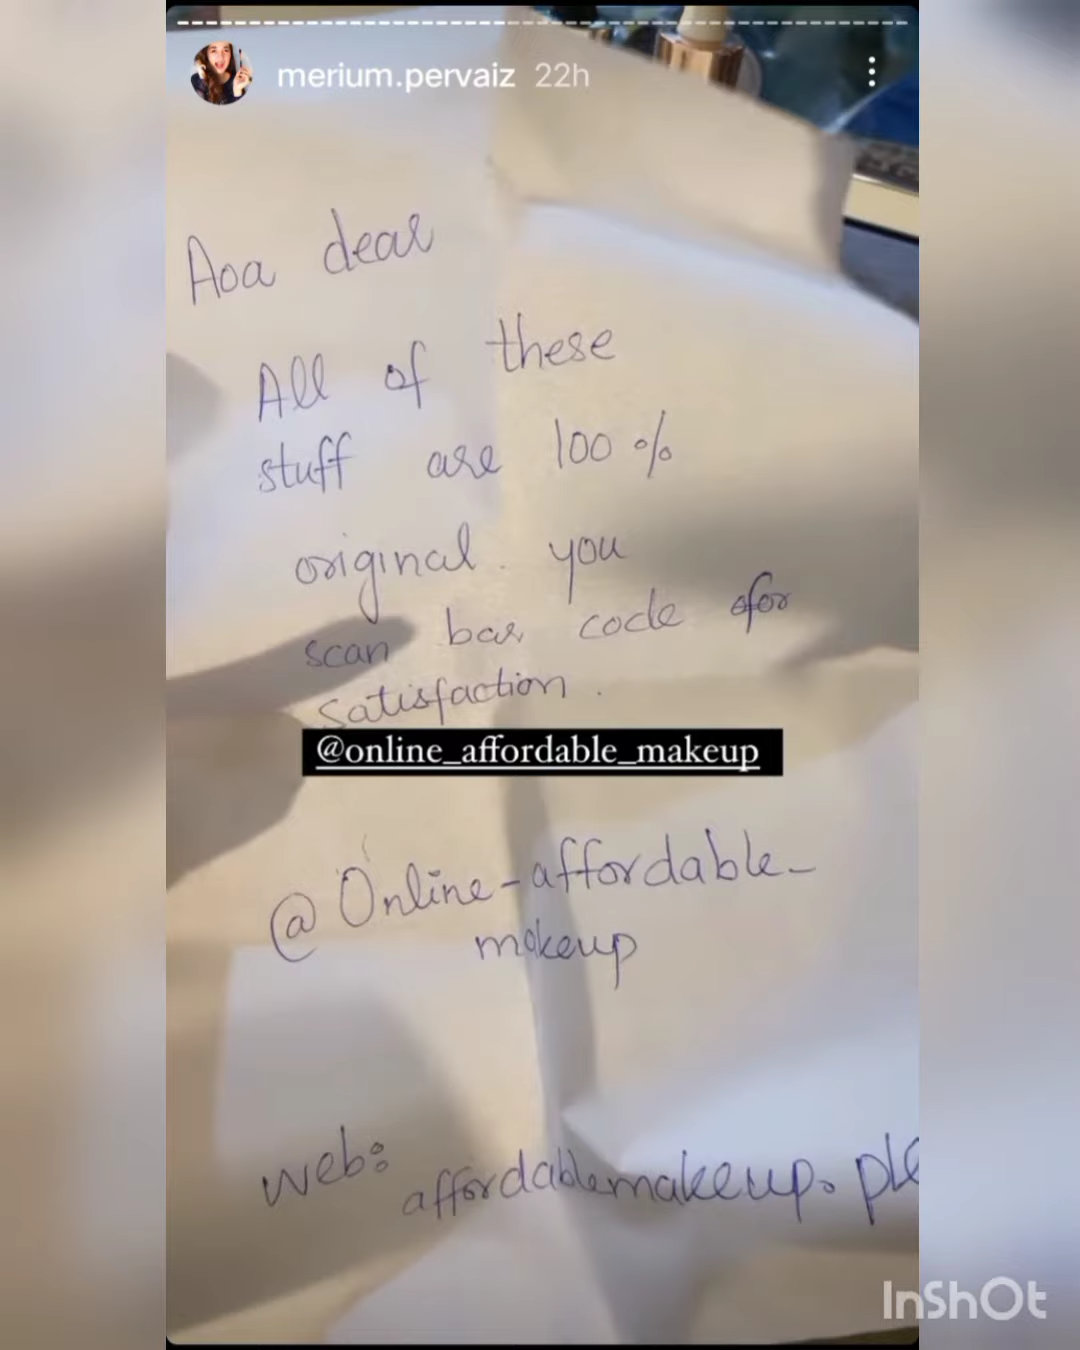 merium.pervaiz 22h
Aoa dear
All of these
stuff are 100%
original. you
scan bar code for
satisfaction.
@online_affordable_makeup
@Online-affordable_
makeup
web: affordablemakeup.pk
InShOt